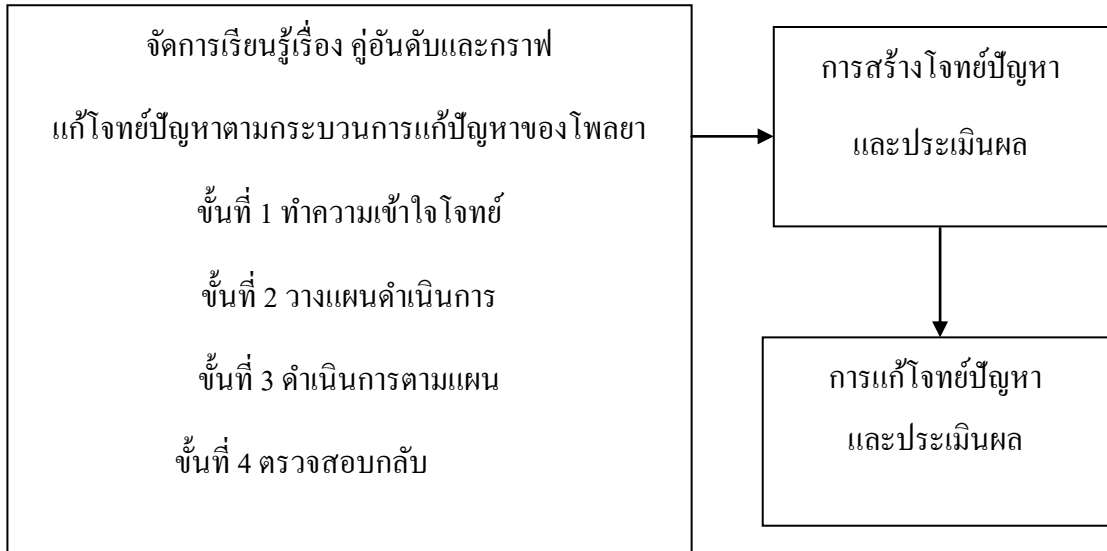 จัดการเรียนรู้เรื่อง คู่อันดับและกราฟ
แก้โจทย์ปัญหาตามกระบวนการแก้ปัญหาของโพลยา
ขั้นที่ 1 ทำความเข้าใจโจทย์
ขั้นที่ 2 วางแผนดำเนินการ
ขั้นที่ 3 ดำเนินการตามแผน
ขั้นที่ 4 ตรวจสอบกลับ
การสร้างโจทย์ปัญหา
และประเมินผล
การแก้โจทย์ปัญหา
และประเมินผล